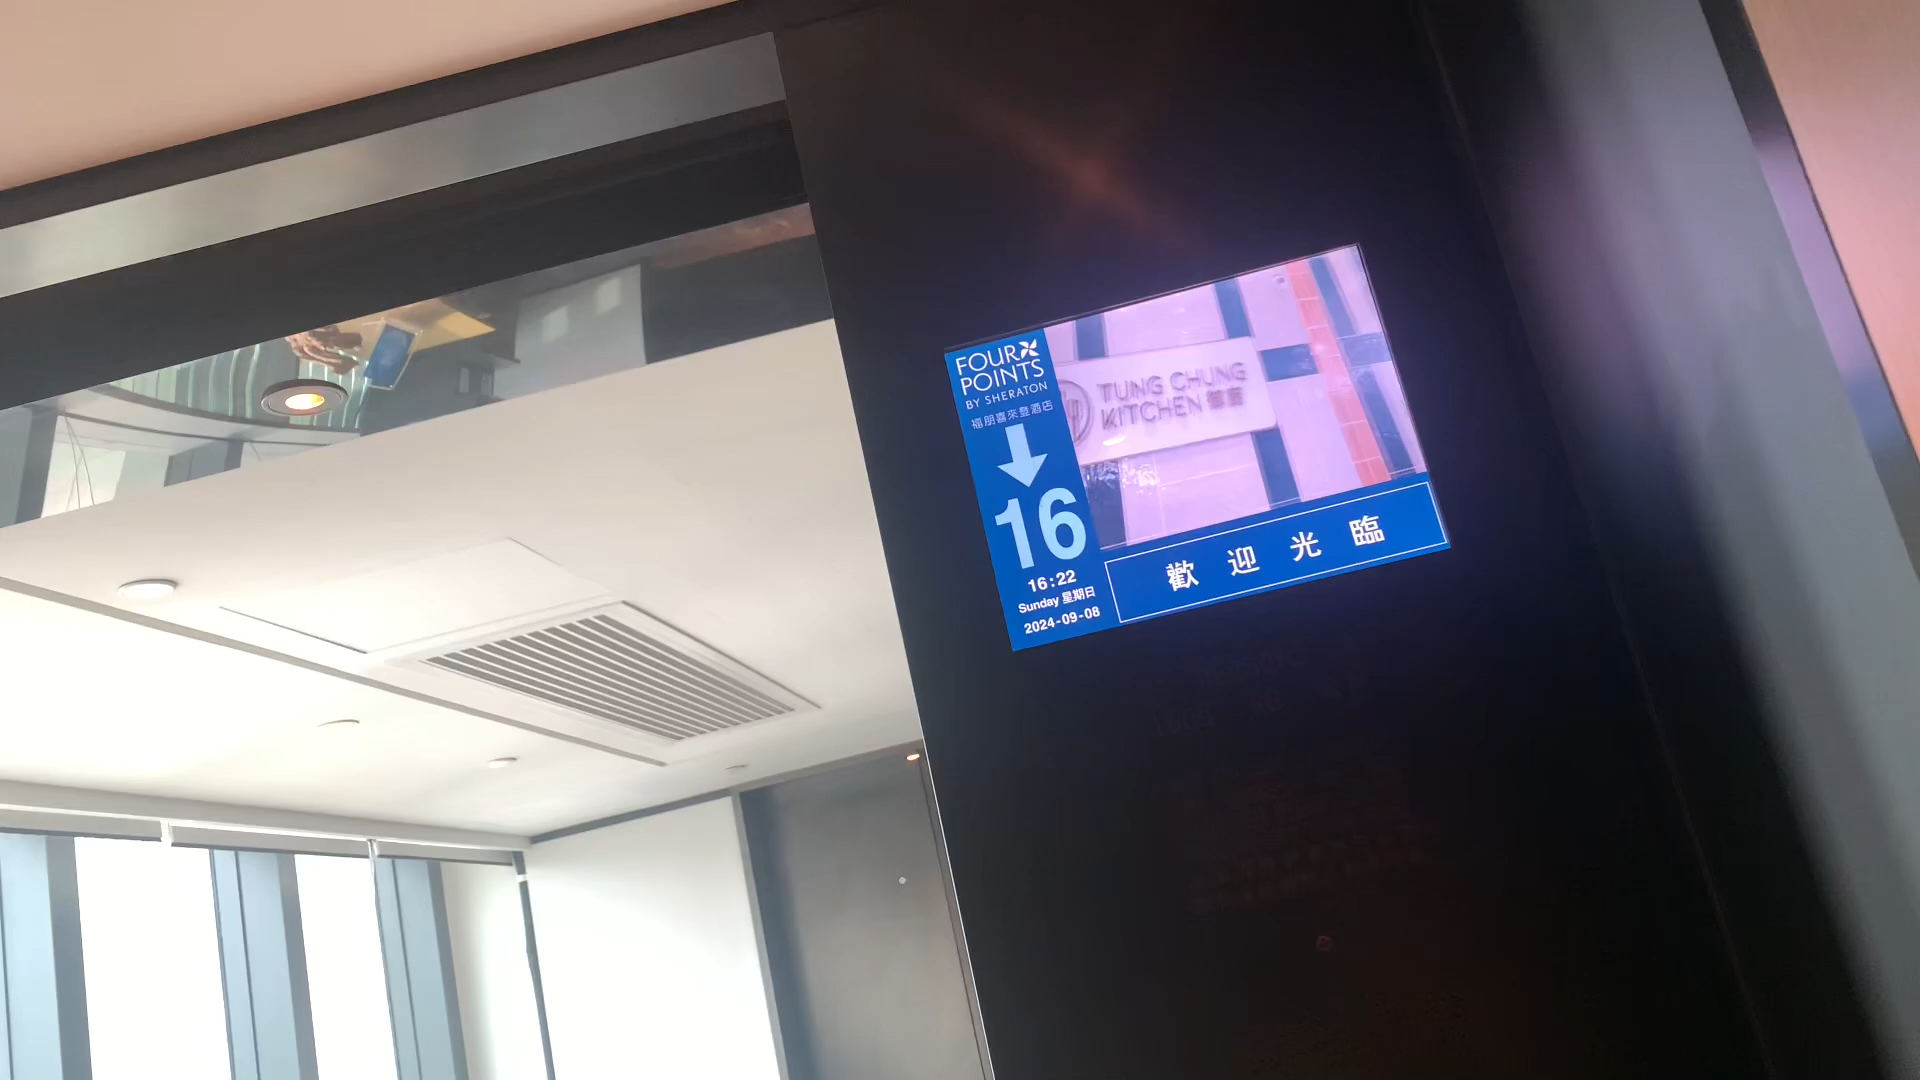 FOUR
POINTS
BY SHERATON
福朋喜來登酒店
16
16:22
Sunday 星期日
2024-09-08
TUNG CHUNG
KITCHEN
歡迎光臨